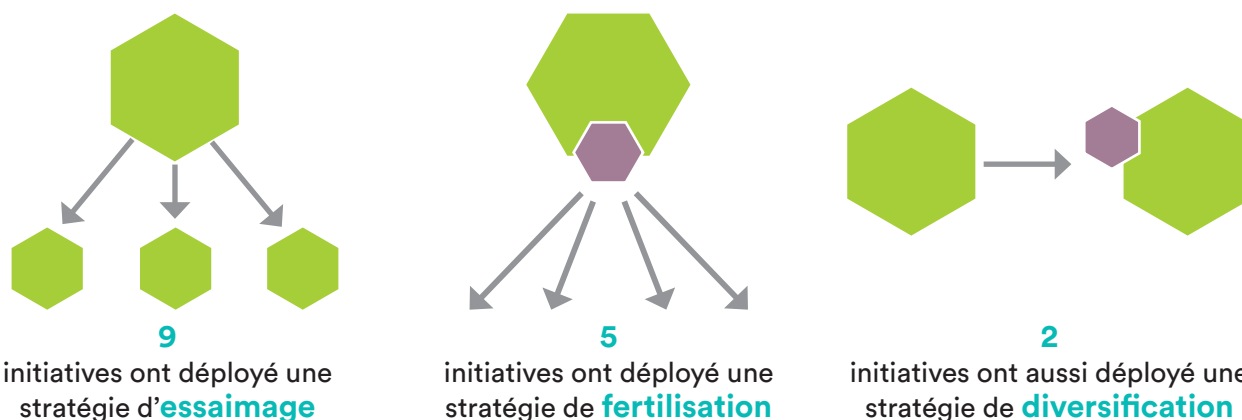 9
initiatives ont déployé une
stratégie d'essaimage
5
initiatives ont déployé une
stratégie de fertilisation
2
initiatives ont aussi déployé une
stratégie de diversification